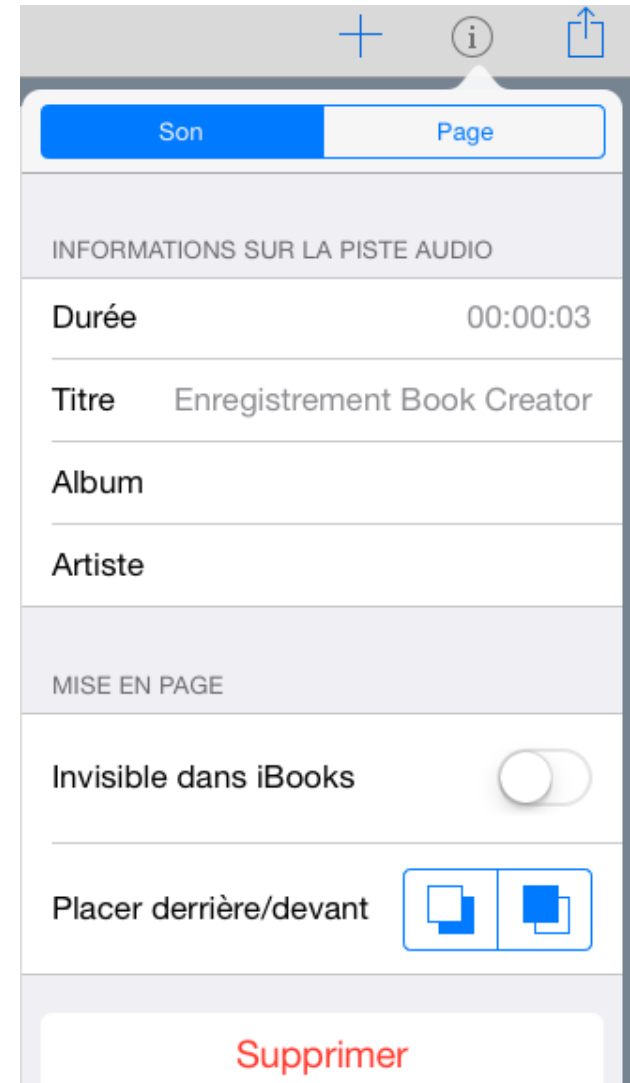 Son Page
INFORMATIONS SUR LA PISTE AUDIO
Durée 00:00:03
Titre Enregistrement Book Creator
Album
Artiste
MISE EN PAGE
Invisible dans iBooks
Placer derrière/devant
Supprimer